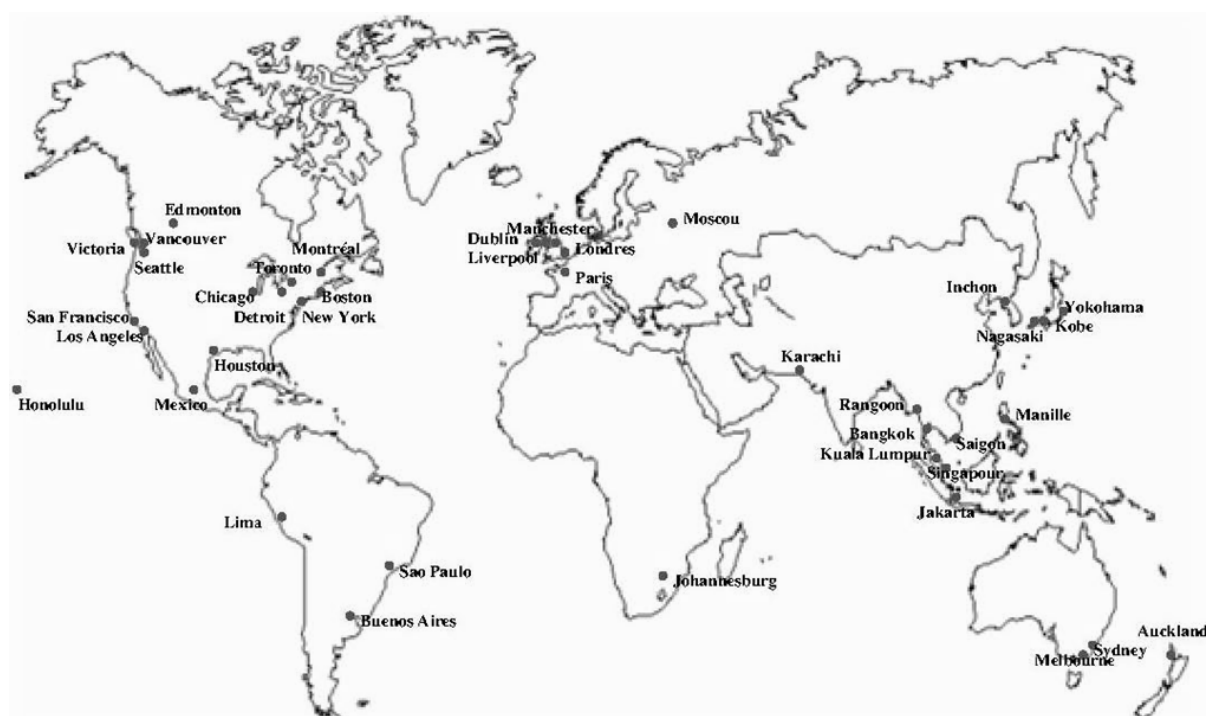 Edmonton
Moscou
Victoria
Vancouver
Seattle
Montréal
Toronto
Dublin
Manchester
Liverpool
Londres
Paris
Chicago
Detroit
Boston
New York
Inchon
Yokohama
Nagasaki
Kobe
San Francisco
Los Angeles
Houston
Karachi
Honolulu
Mexico
Rangoon
Manille
Bangkok
Saigon
Kuala Lumpur
Singapour
Jakarta
Lima
Sao Paulo
Johannesburg
Buenos Aires
Auckland
Sydney
Melbourne